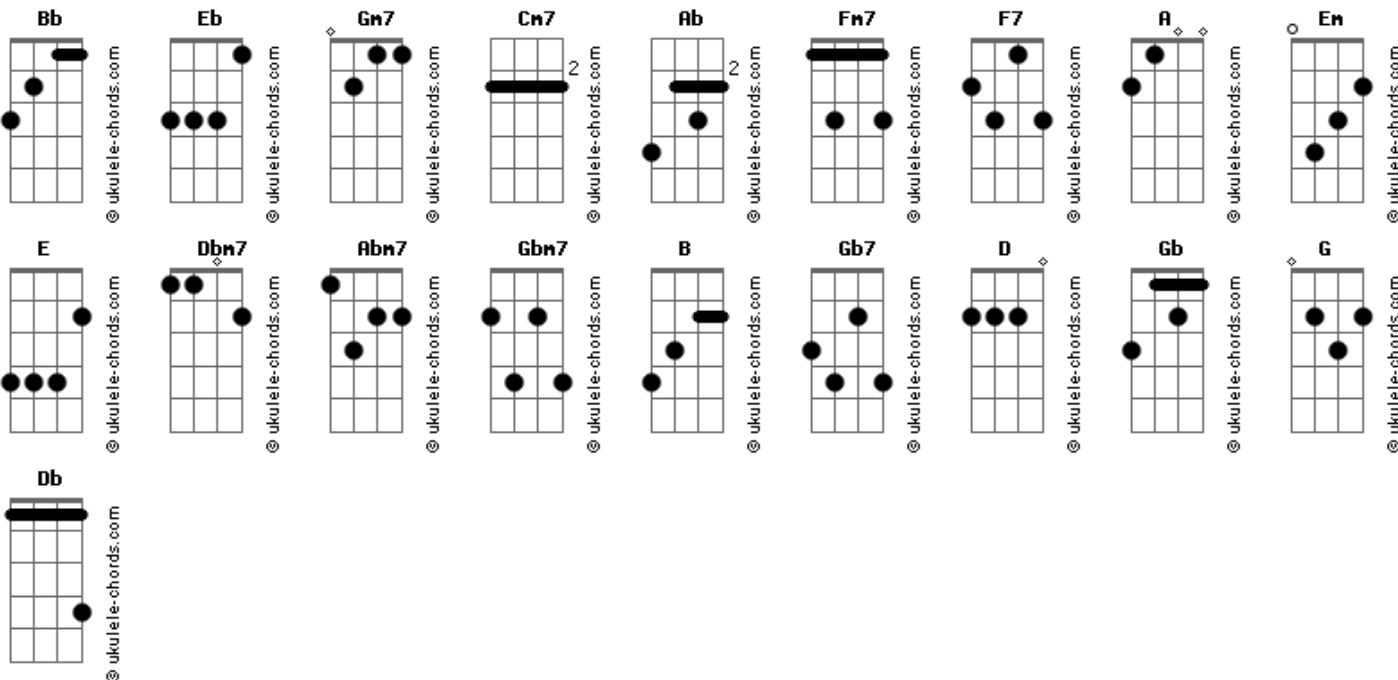 Bb Eb Gm7 Cm7 Ab Fm7 F7 A Em
2 2
© ukulele-chords.com © ukulele-chords.com © ukulele-chords.com © ukulele-chords.com © ukulele-chords.com © ukulele-chords.com © ukulele-chords.com © ukulele-chords.com © ukulele-chords.com
E Dbm7 Abm7 Gbm7 B Gb7 D Gb G
© ukulele-chords.com © ukulele-chords.com © ukulele-chords.com © ukulele-chords.com © ukulele-chords.com © ukulele-chords.com © ukulele-chords.com © ukulele-chords.com © ukulele-chords.com
Db
© ukulele-chords.com